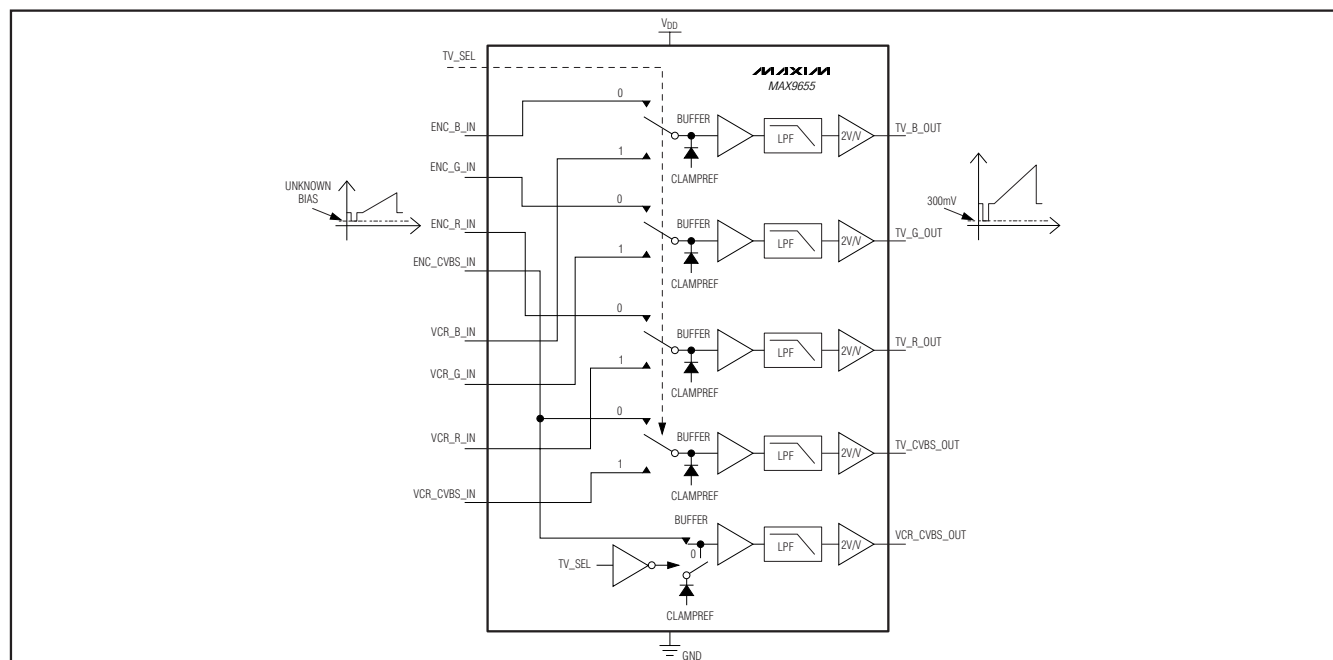 VDD
TV_SEL
MAXIM
MAX9655
0
ENC_B_IN
BUFFER
LPF
2V/V
TV_B_OUT
1
CLAMPREF
ENC_G_IN
UNKNOWN
BIAS
0
300mV
ENC_R_IN
BUFFER
LPF
2V/V
TV_G_OUT
1
ENC_CVBS_IN
CLAMPREF
0
VCR_B_IN
BUFFER
LPF
2V/V
TV_R_OUT
1
VCR_G_IN
CLAMPREF
0
VCR_R_IN
BUFFER
LPF
2V/V
TV_CVBS_OUT
1
VCR_CVBS_IN
CLAMPREF
BUFFER
LPF
2V/V
VCR_CVBS_OUT
0
TV_SEL
CLAMPREF
GND